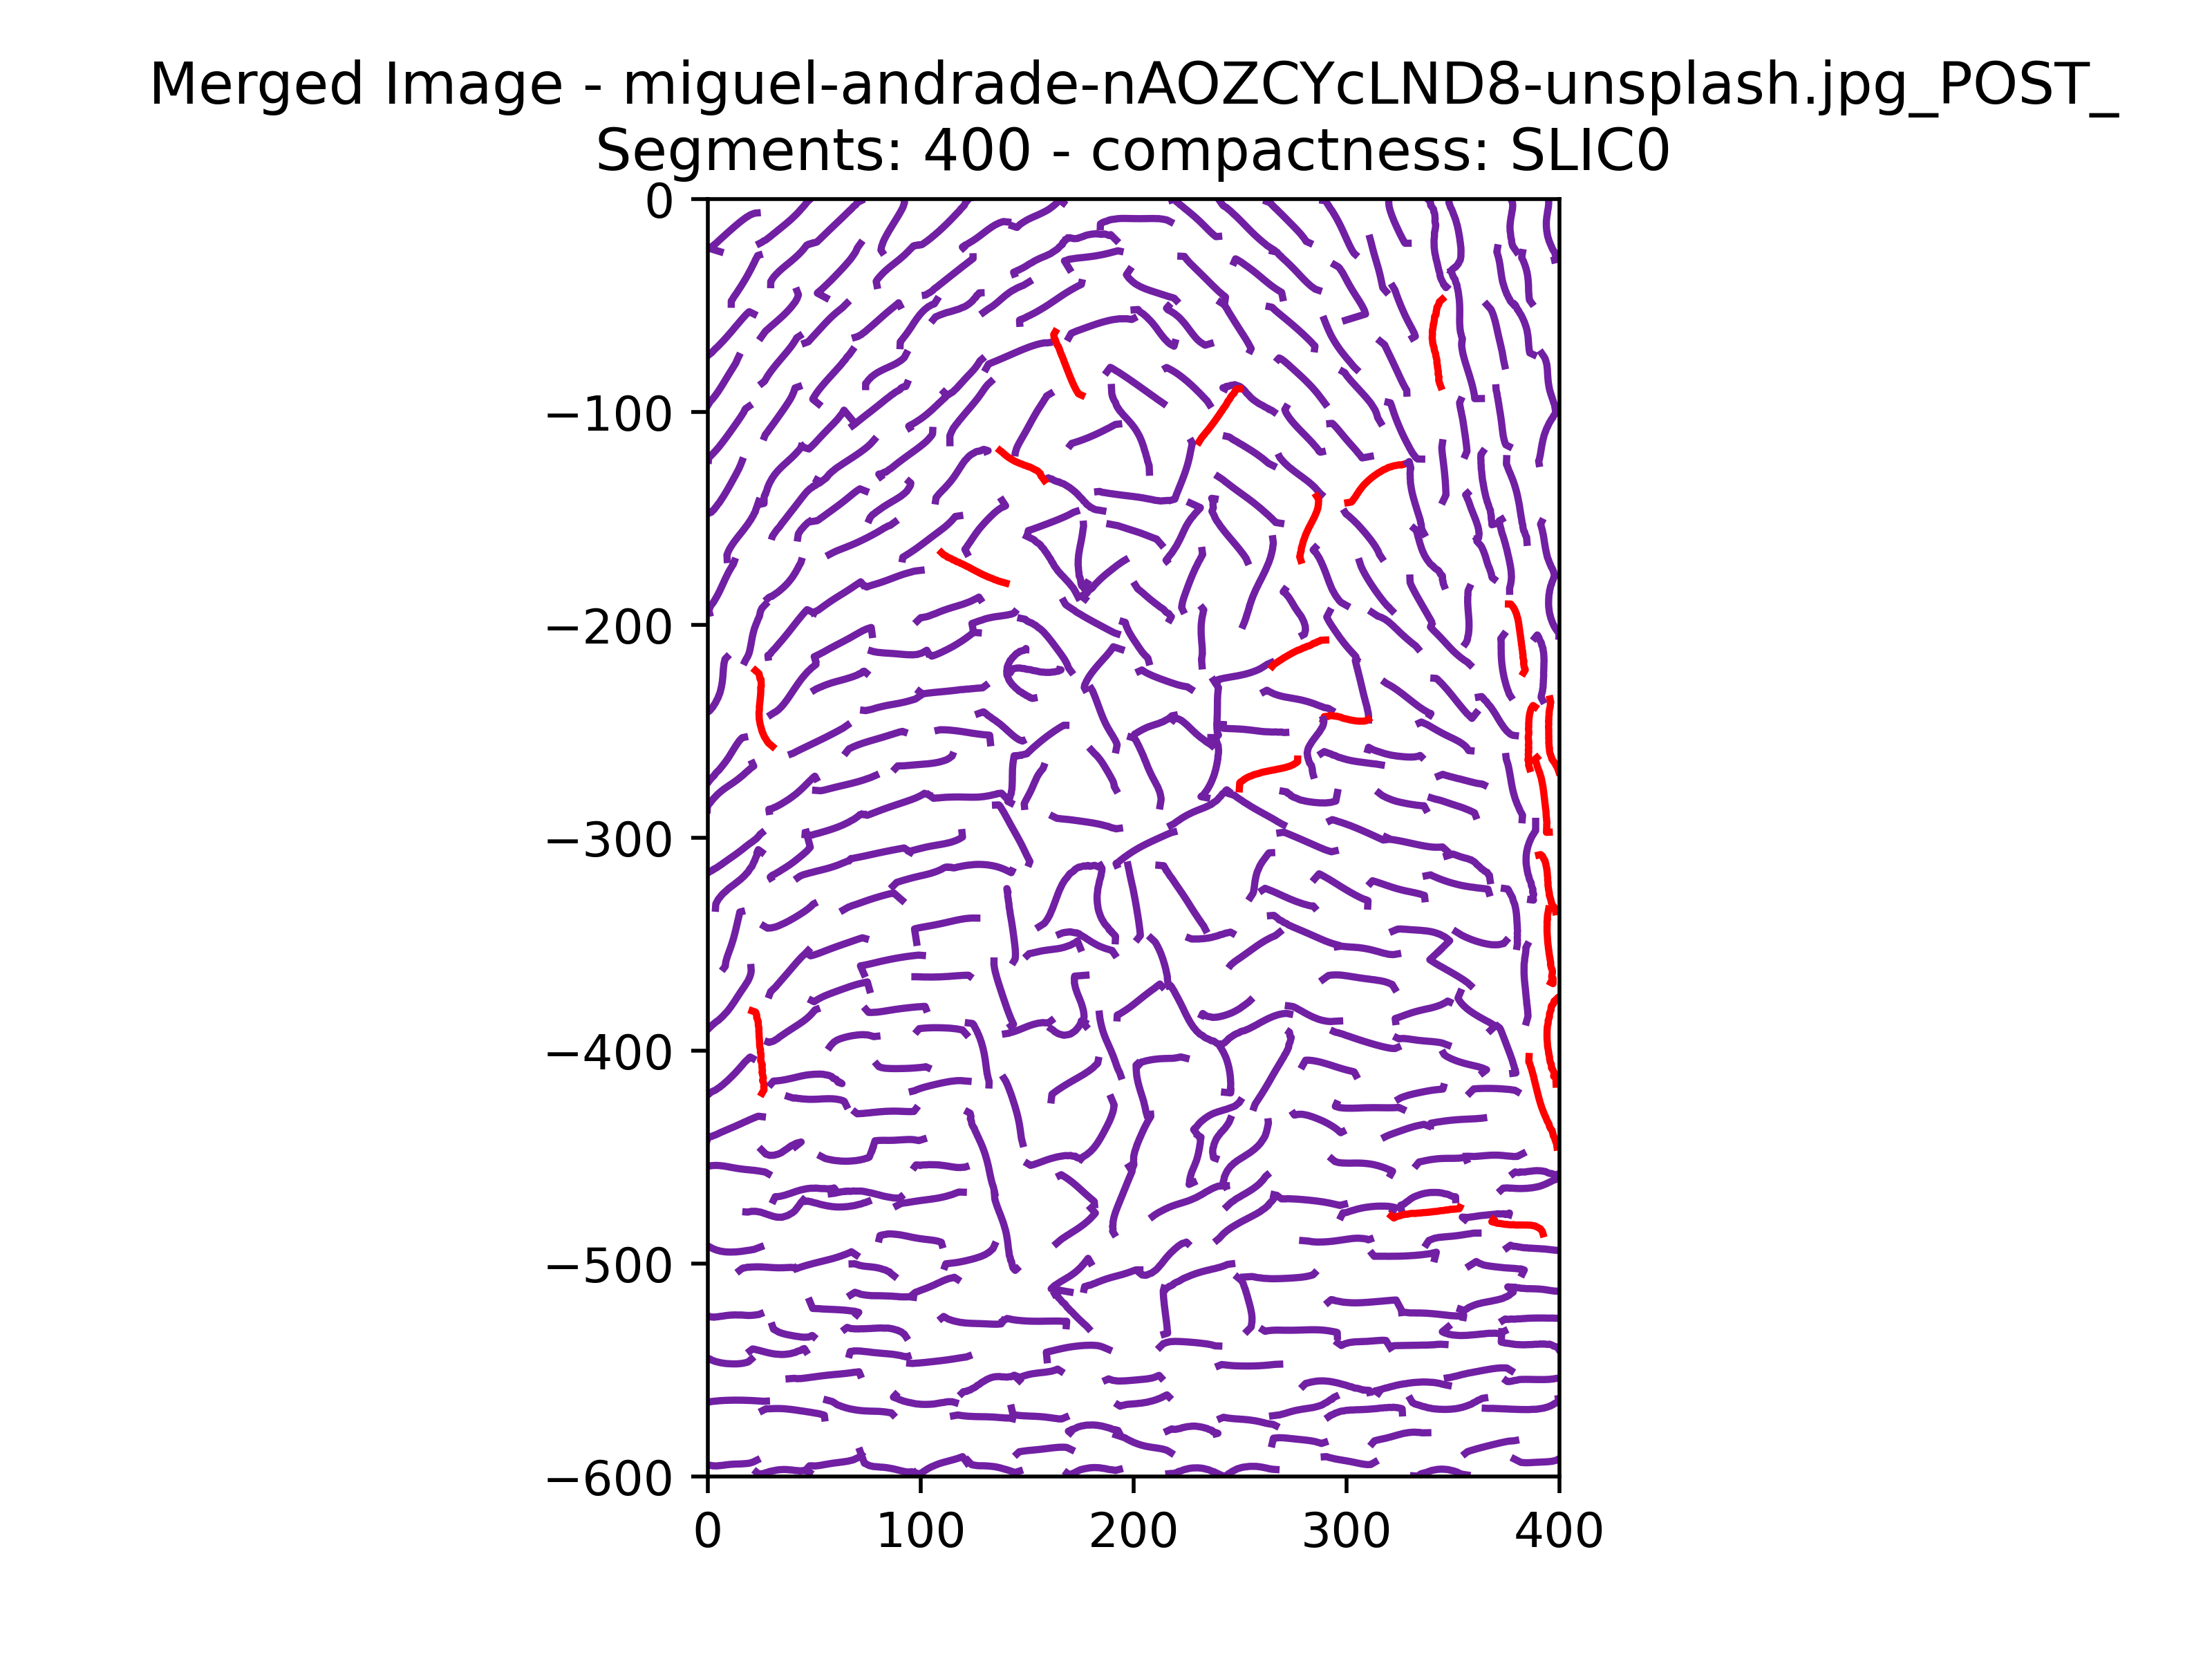 Merged Image - miguel-andrade-nAOZCYcLND8-unsplash.jpg_POST_
Segments: 400 - compactness: SLIC0
0
−100
−200
−300
−400
−500
−600
0 100 200 300 400